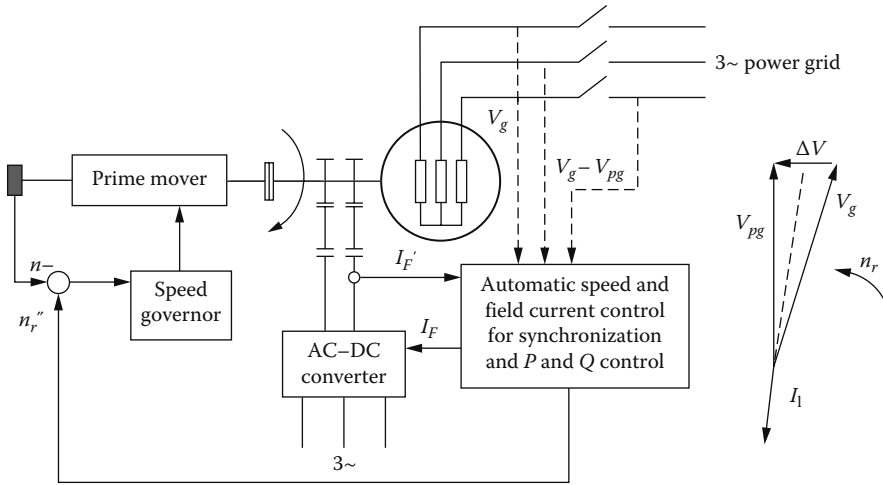 3~ power grid
V_g
V_g – V_pg
ΔV
V_pg
V_g
n_r
I_1
Prime mover
n–
n_r″
Speed
governor
I_F′
I_F
AC–DC
converter
3~
Automatic speed and
field current control
for synchronization
and P and Q control